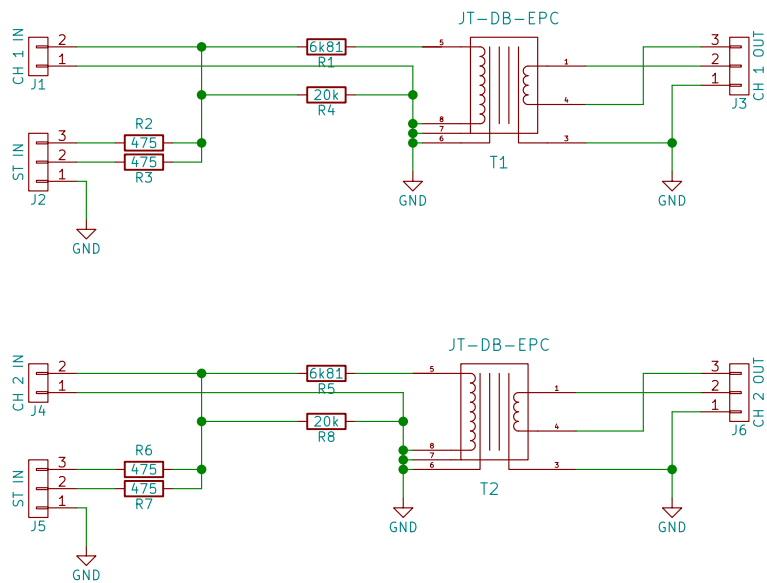 JT-DB-EPC
CH 1 IN
2
1
J1
6k81
R1
20k
R4
5
8
7
6
1
4
3
T1
3
2
1
J3
CH 1 OUT
ST IN
3
2
1
J2
R2
475
475
R3
GND
GND
GND
JT-DB-EPC
CH 2 IN
2
1
J4
6k81
R5
20k
R8
5
8
7
6
1
4
3
T2
3
2
1
J6
CH 2 OUT
ST IN
3
2
1
J5
R6
475
475
R7
GND
GND
GND